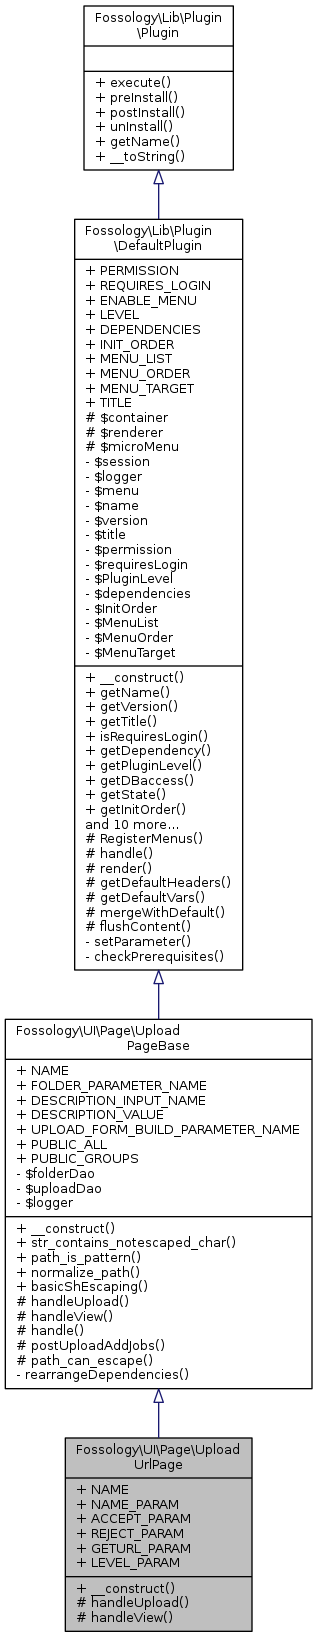 Fossology\Lib\Plugin
\Plugin
+ execute()
+ preInstall()
+ postInstall()
+ unInstall()
+ getName()
+ __toString()
Fossology\Lib\Plugin
\DefaultPlugin
+ PERMISSION
+ REQUIRES_LOGIN
+ ENABLE_MENU
+ LEVEL
+ DEPENDENCIES
+ INIT_ORDER
+ MENU_LIST
+ MENU_ORDER
+ MENU_TARGET
+ TITLE
# $container
# $renderer
# $microMenu
- $session
- $logger
- $menu
- $name
- $version
- $title
- $permission
- $requiresLogin
- $PluginLevel
- $dependencies
- $InitOrder
- $MenuList
- $MenuOrder
- $MenuTarget
+ __construct()
+ getName()
+ getVersion()
+ getTitle()
+ isRequiresLogin()
+ getDependency()
+ getPluginLevel()
+ getDBaccess()
+ getState()
+ getInitOrder()
and 10 more...
# RegisterMenus()
# handle()
# render()
# getDefaultHeaders()
# getDefaultVars()
# mergeWithDefault()
# flushContent()
- setParameter()
- checkPrerequisites()
Fossology\UI\Page\Upload
PageBase
+ NAME
+ FOLDER_PARAMETER_NAME
+ DESCRIPTION_INPUT_NAME
+ DESCRIPTION_VALUE
+ UPLOAD_FORM_BUILD_PARAMETER_NAME
+ PUBLIC_ALL
+ PUBLIC_GROUPS
- $folderDao
- $uploadDao
- $logger
+ __construct()
+ str_contains_notescaped_char()
+ path_is_pattern()
+ normalize_path()
+ basicShEscaping()
# handleUpload()
# handleView()
# handle()
# postUploadAddJobs()
# path_can_escape()
- rearrangeDependencies()
Fossology\UI\Page\Upload
UrlPage
+ NAME
+ NAME_PARAM
+ ACCEPT_PARAM
+ REJECT_PARAM
+ GETURL_PARAM
+ LEVEL_PARAM
+ __construct()
# handleUpload()
# handleView()